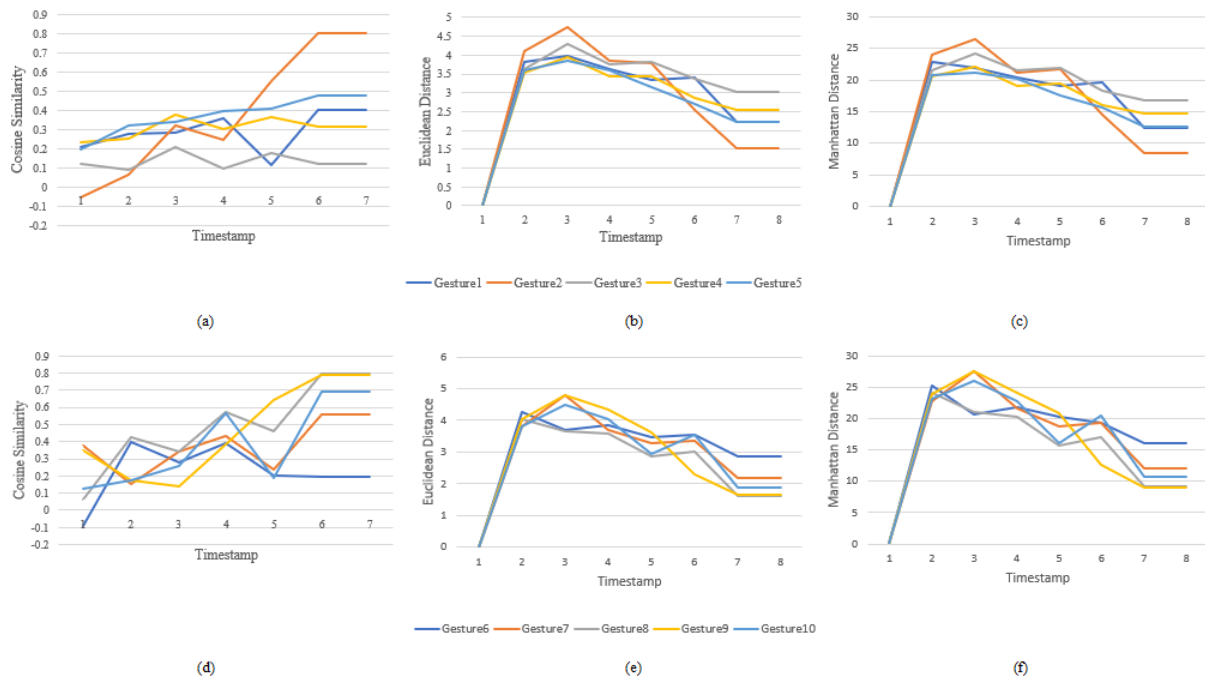 0.9
0.8
0.7
0.6
0.5
0.4
0.3
0.2
0.1
0
-0.1
-0.2
Cosine Similarity
1 2 3 4 5 6 7
Timestamp
5
4.5
4
3.5
3
2.5
2
1.5
1
0.5
0
Euclidean Distance
1 2 3 4 5 6 7 8
Timestamp
30
25
20
15
10
5
0
Manhattan Distance
1 2 3 4 5 6 7 8
Timestamp
Gesture1 Gesture2 Gesture3 Gesture4 Gesture5
(a) (b) (c)
0.9
0.8
0.7
0.6
0.5
0.4
0.3
0.2
0.1
0
-0.1
-0.2
Cosine Similarity
1 2 3 4 5 6 7
Timestamp
6
5
4
3
2
1
0
Euclidean Distance
1 2 3 4 5 6 7 8
Timestamp
30
25
20
15
10
5
0
Manhattan Distance
1 2 3 4 5 6 7 8
Timestamp
Gesture6 Gesture7 Gesture8 Gesture9 Gesture10
(d) (e) (f)